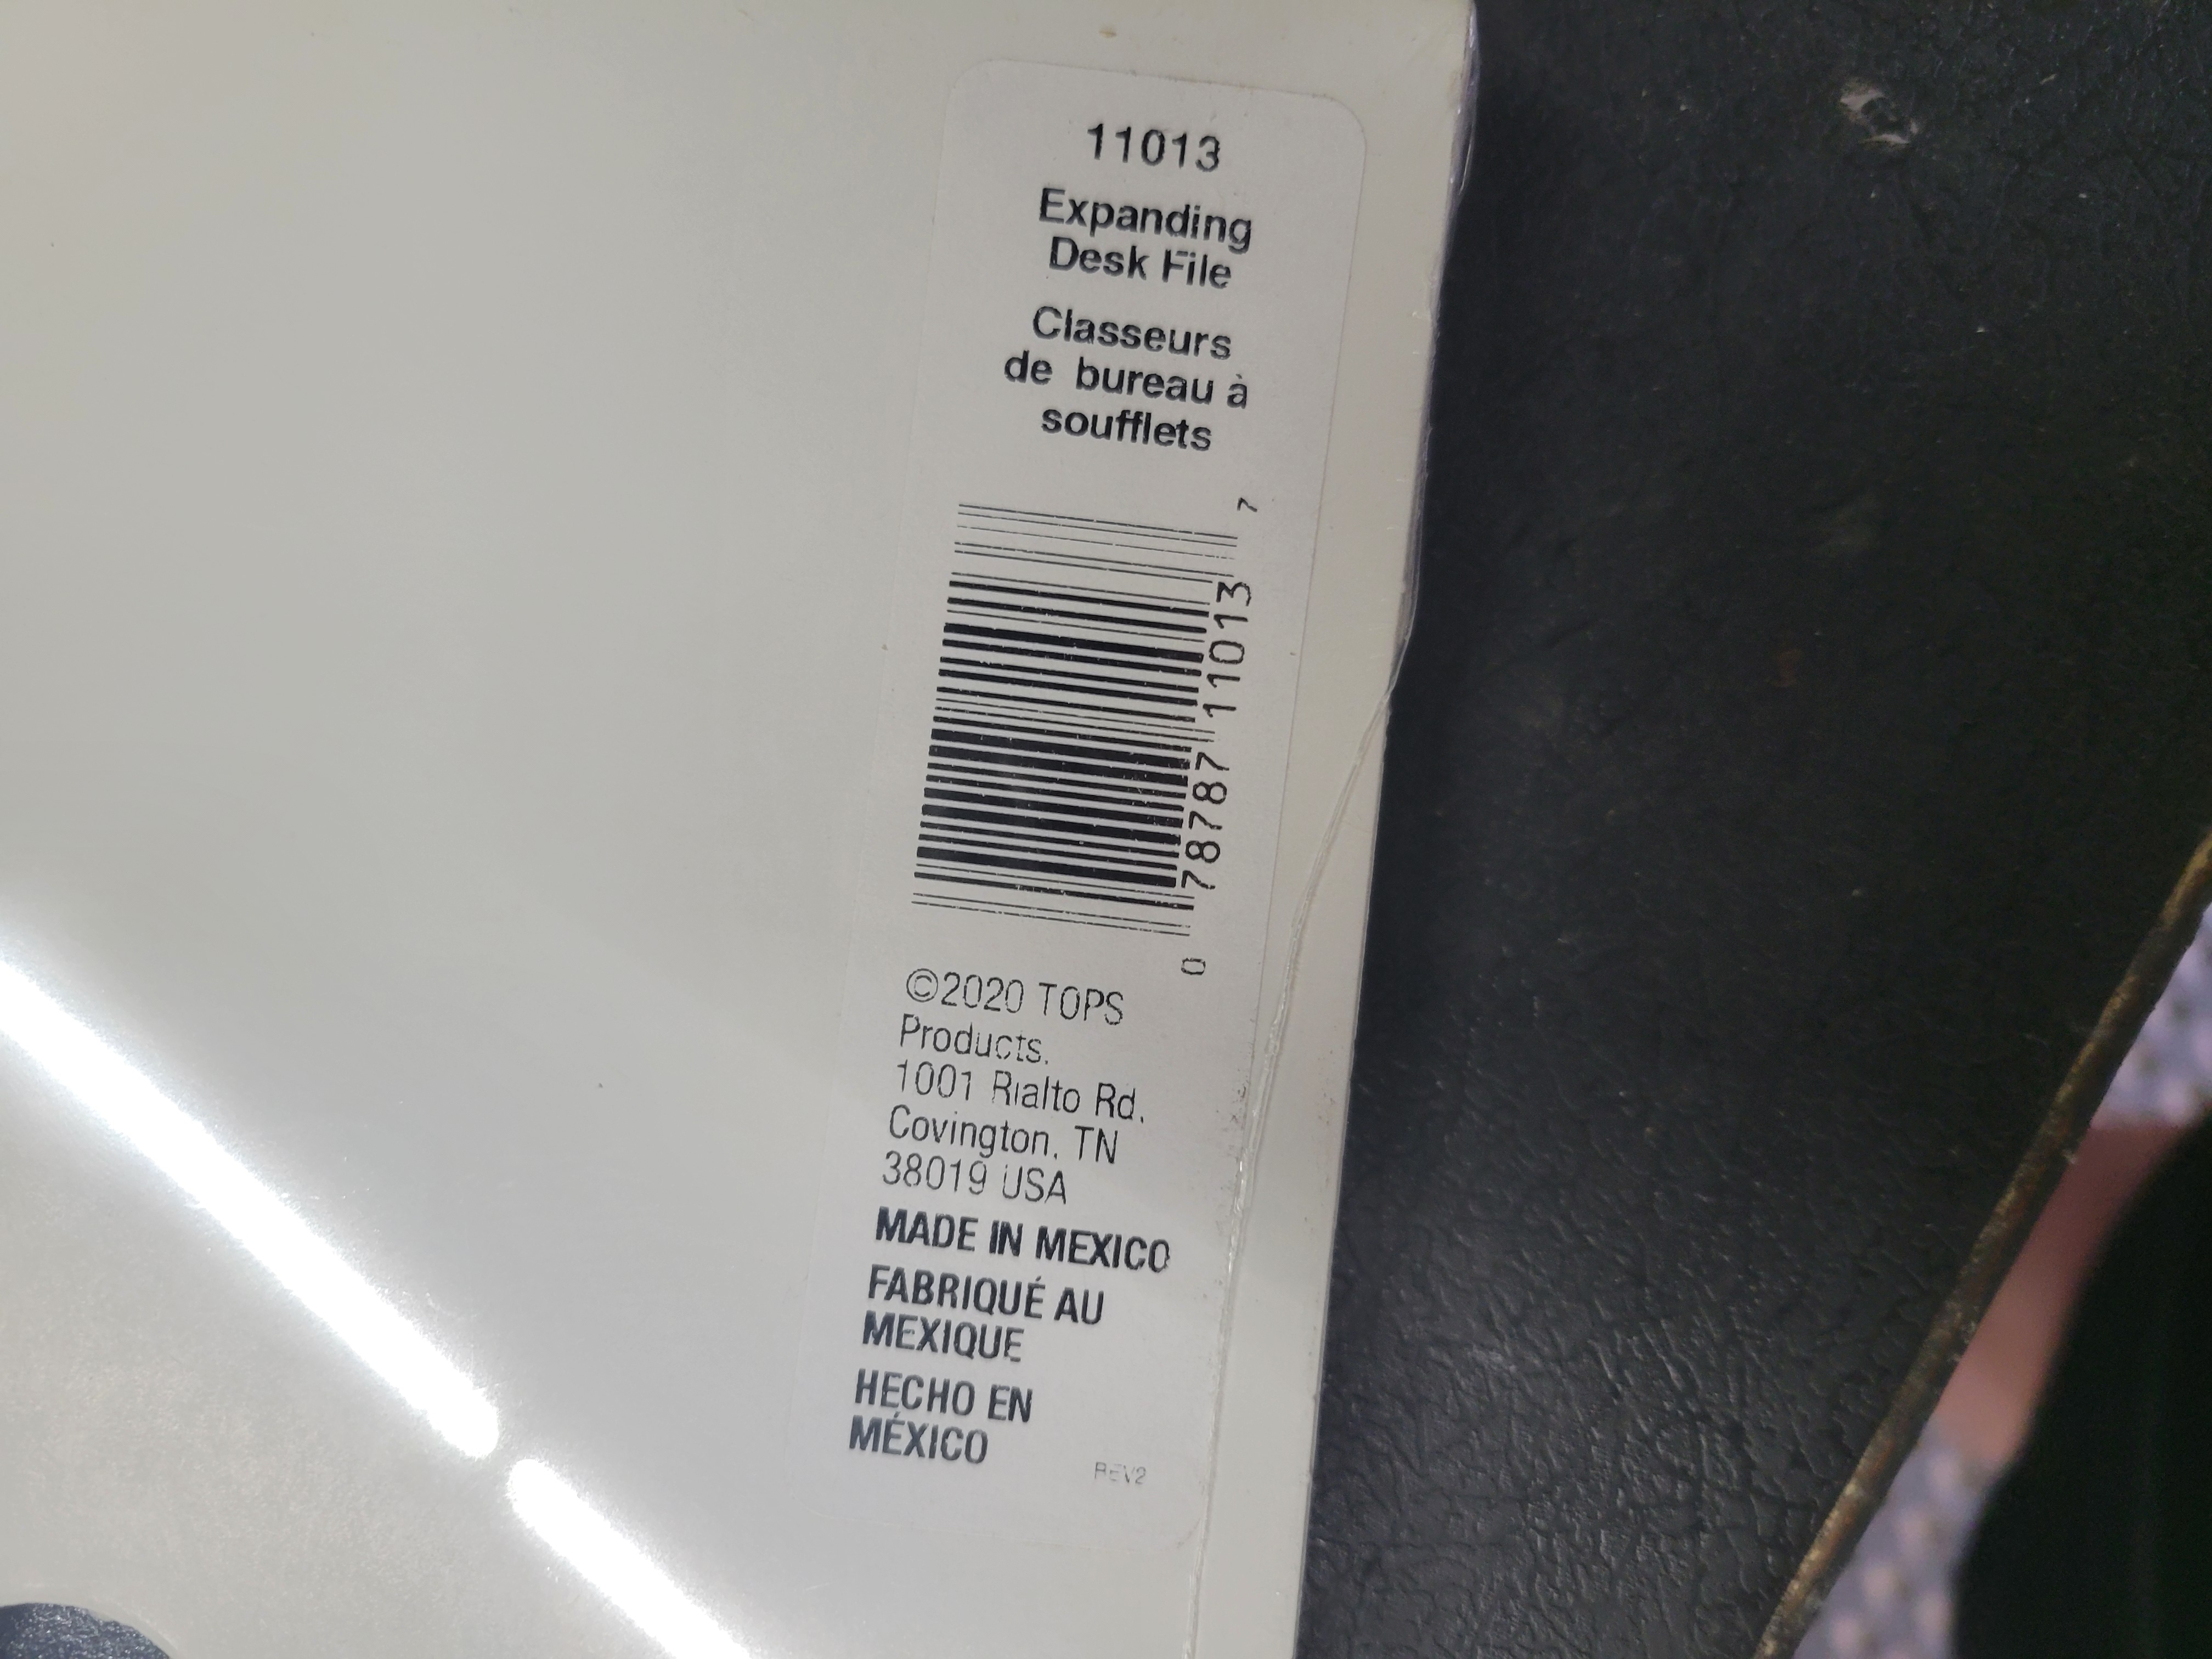 11013
Expanding
Desk File
Classeurs
de bureau à
soufflets
0 78787 11013 7
©2020 TOPS
Products.
1001 Rialto Rd.
Covington, TN
38019 USA
MADE IN MEXICO
FABRIQUÉ AU
MEXIQUE
HECHO EN
MÉXICO
REV2